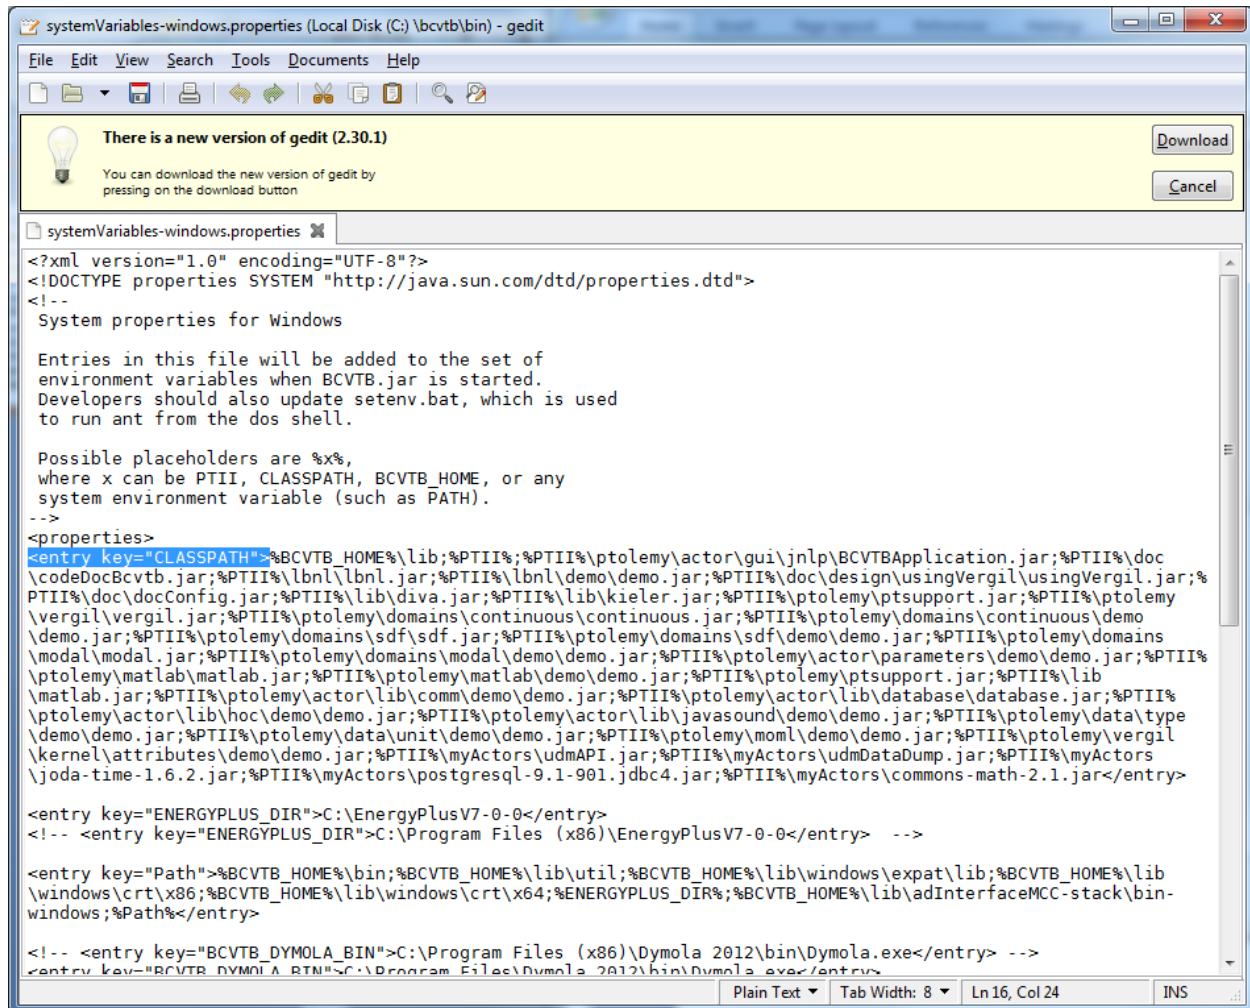 systemVariables-windows.properties (Local Disk (C:) \bcvtb\bin) - gedit
File Edit View Search Tools Documents Help
There is a new version of gedit (2.30.1)
Download
You can download the new version of gedit by
pressing on the download button
Cancel
systemVariables-windows.properties
<?xml version="1.0" encoding="UTF-8"?>
<!DOCTYPE properties SYSTEM "http://java.sun.com/dtd/properties.dtd">
<!--
System properties for Windows
Entries in this file will be added to the set of
environment variables when BCVTB.jar is started.
Developers should also update setenv.bat, which is used
to run ant from the dos shell.
Possible placeholders are %x%,
where x can be PTII, CLASSPATH, BCVTB_HOME, or any
system environment variable (such as PATH).
-->
<properties>
<entry key="CLASSPATH">%BCVTB_HOME%\lib;%PTII%;%PTII%\ptolemy\actor\gui\jnlp\BCVTBApplication.jar;%PTII%\doc
\codeDocBcvtb.jar;%PTII%\lbnl\lbnl.jar;%PTII%\lbnl\demo\demo.jar;%PTII%\doc\design\usingVergil\usingVergil.jar;%
PTII%\doc\docConfig.jar;%PTII%\lib\diva.jar;%PTII%\lib\kieler.jar;%PTII%\ptolemy\ptsupport.jar;%PTII%\ptolemy
\vergil\vergil.jar;%PTII%\ptolemy\domains\continuous\continuous.jar;%PTII%\ptolemy\domains\continuous\demo
\demo.jar;%PTII%\ptolemy\domains\sdf\sdf.jar;%PTII%\ptolemy\domains\sdf\demo\demo.jar;%PTII%\ptolemy\domains
\modal\modal.jar;%PTII%\ptolemy\domains\modal\demo\demo.jar;%PTII%\ptolemy\actor\parameters\demo\demo.jar;%PTII%
\ptolemy\matlab\matlab.jar;%PTII%\ptolemy\matlab\demo\demo.jar;%PTII%\ptolemy\ptsupport.jar;%PTII%\lib
\matlab.jar;%PTII%\ptolemy\actor\lib\comm\demo\demo.jar;%PTII%\ptolemy\actor\lib\database\database.jar;%PTII%
\ptolemy\actor\lib\hoc\demo\demo.jar;%PTII%\ptolemy\actor\lib\javasound\demo\demo.jar;%PTII%\ptolemy\data\type
\demo\demo.jar;%PTII%\ptolemy\data\unit\demo\demo.jar;%PTII%\ptolemy\moml\demo\demo.jar;%PTII%\ptolemy\vergil
\kernel\attributes\demo\demo.jar;%PTII%\myActors\udmAPI.jar;%PTII%\myActors\udmDataDump.jar;%PTII%\myActors
\joda-time-1.6.2.jar;%PTII%\myActors\postgresql-9.1-901.jdbc4.jar;%PTII%\myActors\commons-math-2.1.jar</entry>
<entry key="ENERGYPLUS_DIR">C:\EnergyPlusV7-0-0</entry>
<!-- <entry key="ENERGYPLUS_DIR">C:\Program Files (x86)\EnergyPlusV7-0-0</entry>  -->
<entry key="Path">%BCVTB_HOME%\bin;%BCVTB_HOME%\lib\util;%BCVTB_HOME%\lib\windows\expat\lib;%BCVTB_HOME%\lib
\windows\crt\x86;%BCVTB_HOME%\lib\windows\crt\x64;%ENERGYPLUS_DIR%;%BCVTB_HOME%\lib\adInterfaceMCC-stack\bin-
windows;%Path%</entry>
<!-- <entry key="BCVTB_DYMOLA_BIN">C:\Program Files (x86)\Dymola 2012\bin\Dymola.exe</entry> -->
<entry key="BCVTB_DYMOLA_BIN">C:\Program Files\Dymola 2012\bin\Dymola.exe</entry>
Plain Text Tab Width: 8 Ln 16, Col 24 INS